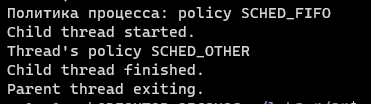 Политика процесса: policy SCHED_FIFO
Child thread started.
Thread's policy SCHED_OTHER
Child thread finished.
Parent thread exiting.